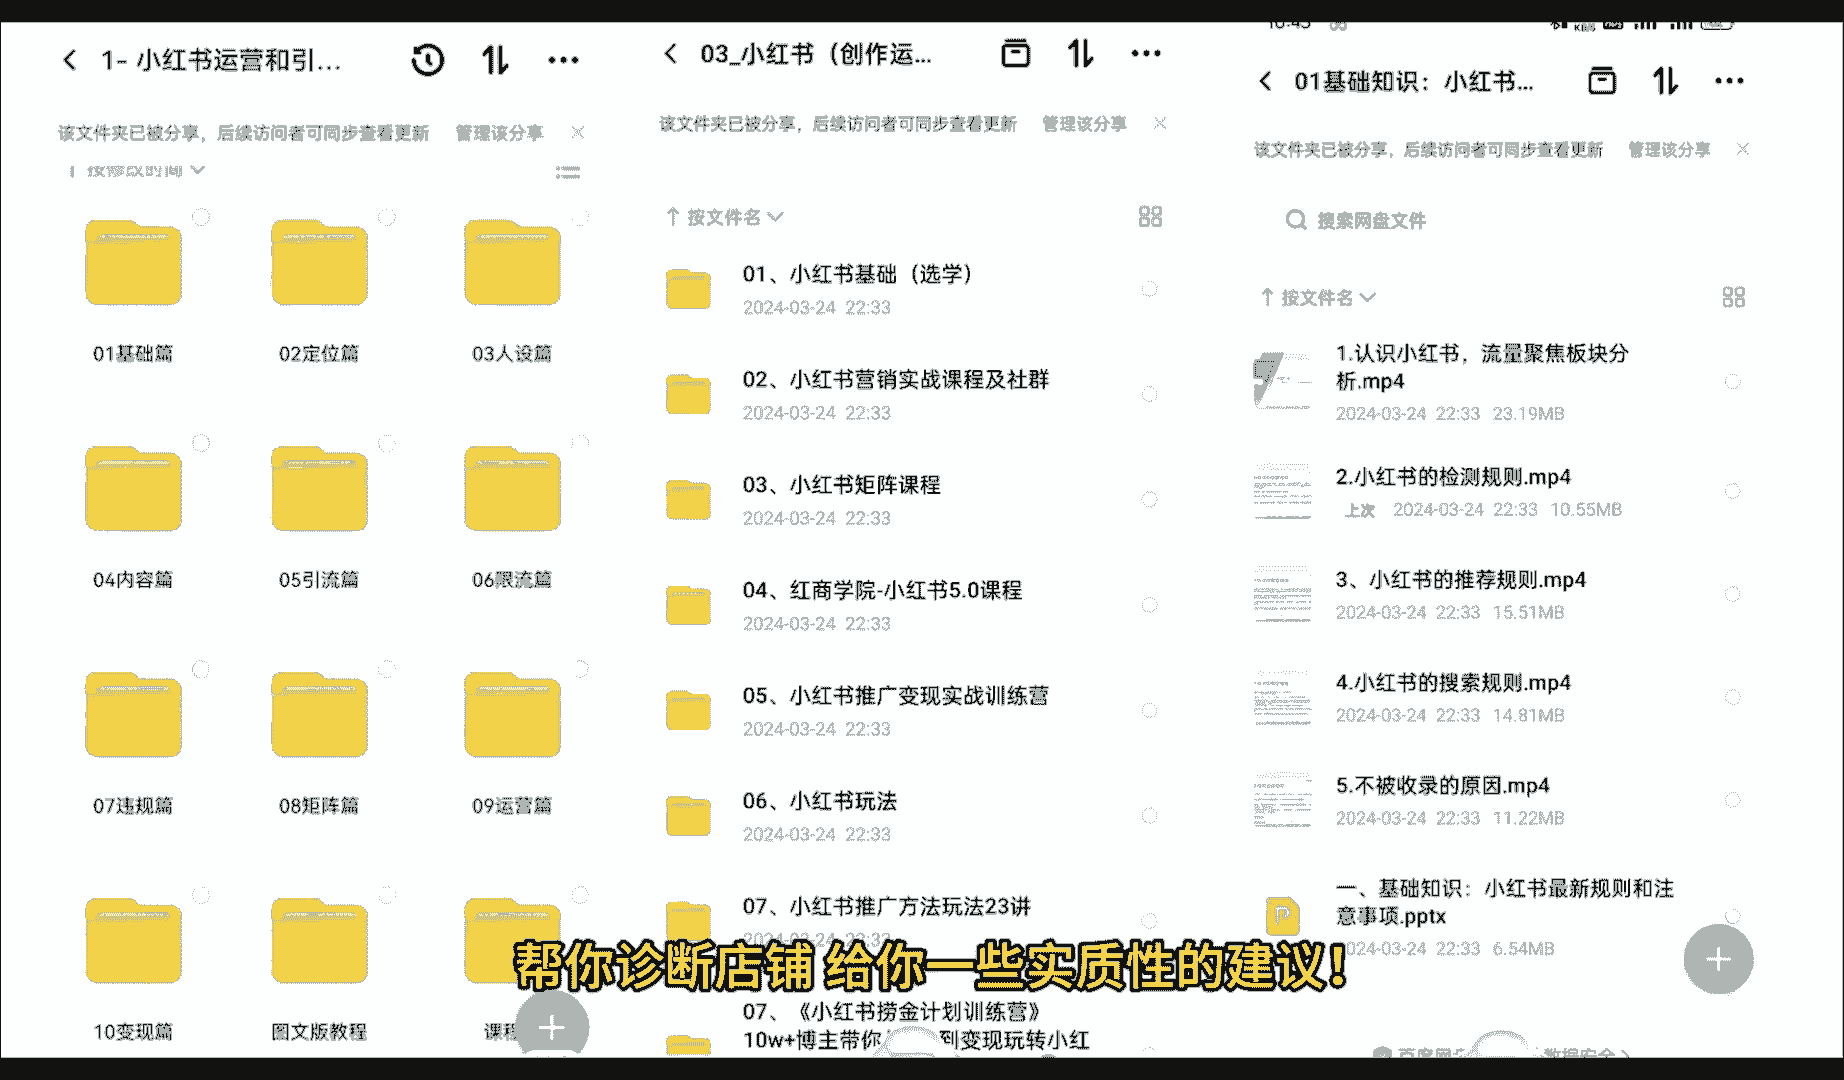 1- 小红书运营和引...
该文件夹已被分享，后续访问者可同步查看更新 管理该分享
按修改时间
01基础篇 02定位篇 03人设篇
04内容篇 05引流篇 06限流篇
07违规篇 08矩阵篇 09运营篇
10变现篇 图文版教程 课程
03_小红书（创作运...
该文件夹已被分享，后续访问者可同步查看更新 管理该分享
按文件名
01、小红书基础（选学）
2024-03-24 22:33
02、小红书营销实战课程及社群
2024-03-24 22:33
03、小红书矩阵课程
2024-03-24 22:33
04、红商学院-小红书5.0课程
2024-03-24 22:33
05、小红书推广变现实战训练营
2024-03-24 22:33
06、小红书玩法
2024-03-24 22:33
07、小红书推广方法玩法23讲
2024-03-24 22:33
07、《小红书捞金计划训练营》
10w+博主带你 到变现玩转小红
01基础知识：小红书...
该文件夹已被分享，后续访问者可同步查看更新 管理该分享
搜索网盘文件
按文件名
1.认识小红书，流量聚焦板块分
析.mp4
2024-03-24 22:33 23.19MB
2.小红书的检测规则.mp4
上次 2024-03-24 22:33 10.55MB
3、小红书的推荐规则.mp4
2024-03-24 22:33 15.51MB
4.小红书的搜索规则.mp4
2024-03-24 22:33 14.81MB
5.不被收录的原因.mp4
2024-03-24 22:33 11.22MB
一、基础知识：小红书最新规则和注
意事项.pptx
2024-03-24 22:33 6.54MB
帮你诊断店铺 给你一些实质性的建议！